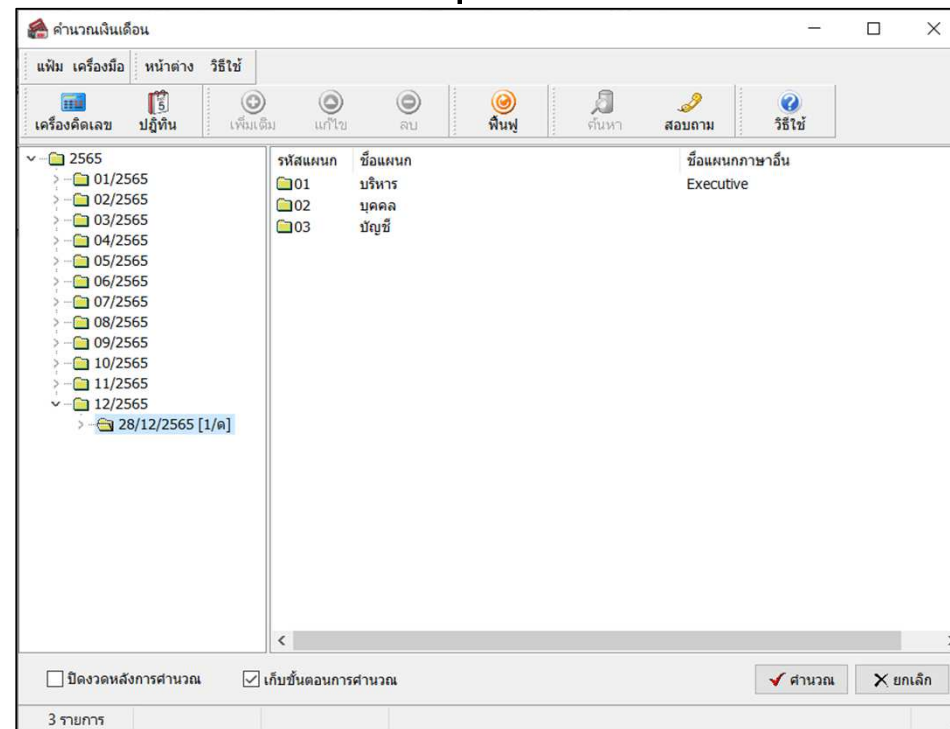 คำนวณเงินเดือน
แฟ้ม เครื่องมือ หน้าต่าง วิธีใช้
เครื่องคิดเลข ปฏิทิน เพิ่มเติม แก้ไข ลบ ฟื้นฟู ค้นหา สอบถาม วิธีใช้
2565
01/2565
02/2565
03/2565
04/2565
05/2565
06/2565
07/2565
08/2565
09/2565
10/2565
11/2565
12/2565
28/12/2565 [1/ด]
รหัสแผนก ชื่อแผนก ชื่อแผนกภาษาอื่น
01 บริหาร Executive
02 บุคคล
03 บัญชี
ปิดงวดหลังการคำนวณ เก็บขั้นตอนการคำนวณ คำนวณ ยกเลิก
3 รายการ